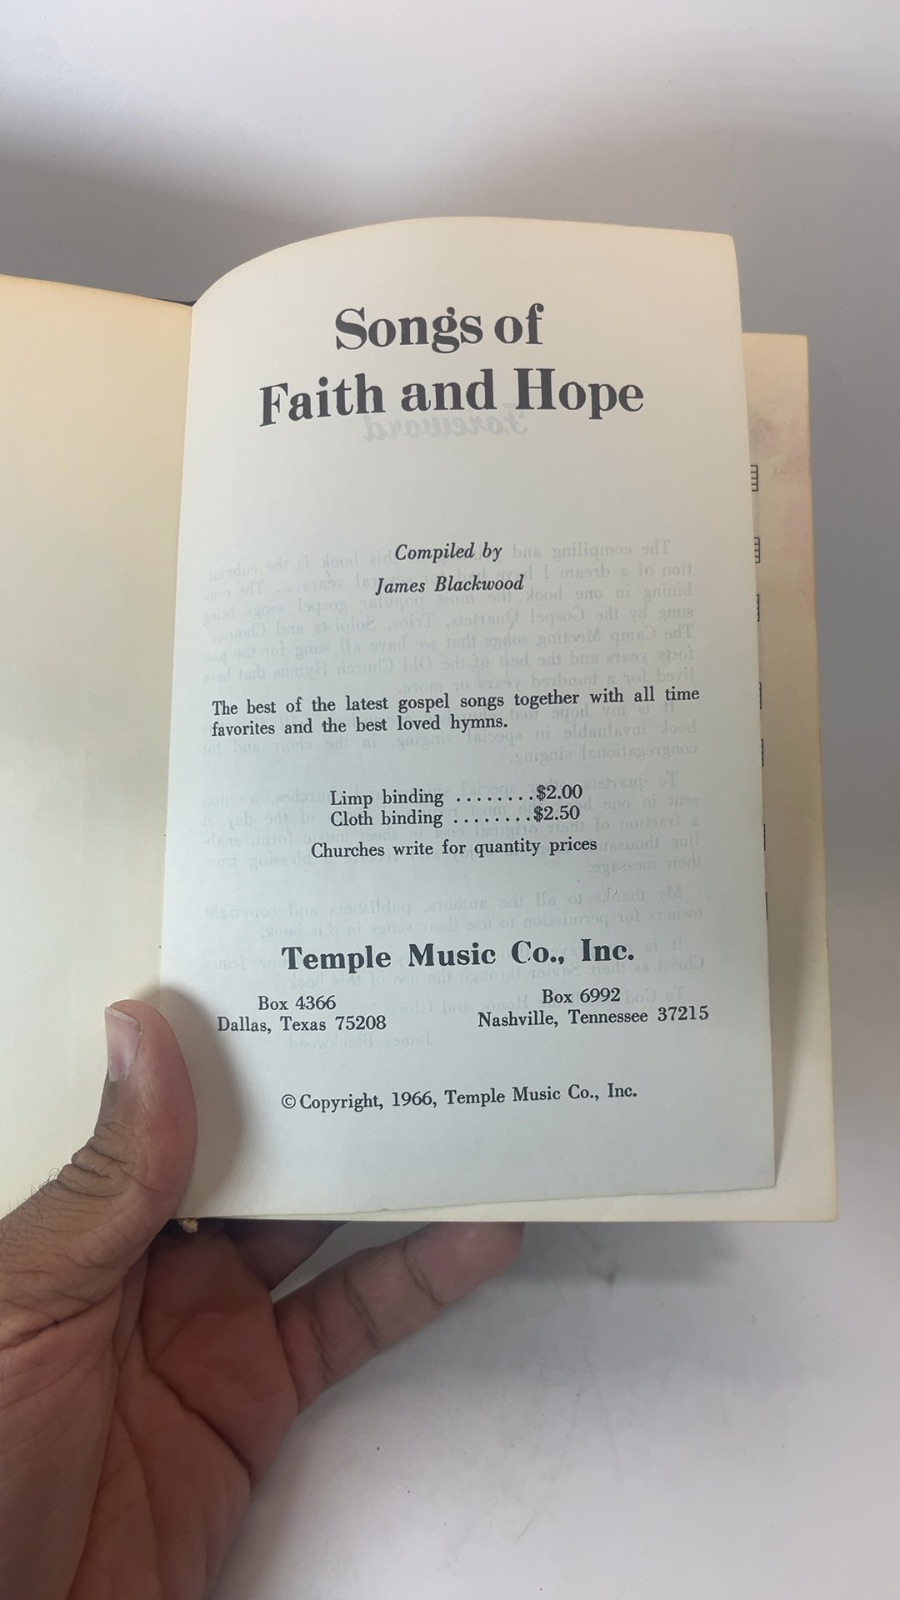 Songs of
Faith and Hope
Foreword
Compiled by
James Blackwood
The best of the latest gospel songs together with all time
favorites and the best loved hymns.
Limp binding ........$2.00
Cloth binding ........$2.50
Churches write for quantity prices
Temple Music Co., Inc.
Box 4366
Dallas, Texas 75208
Box 6992
Nashville, Tennessee 37215
© Copyright, 1966, Temple Music Co., Inc.